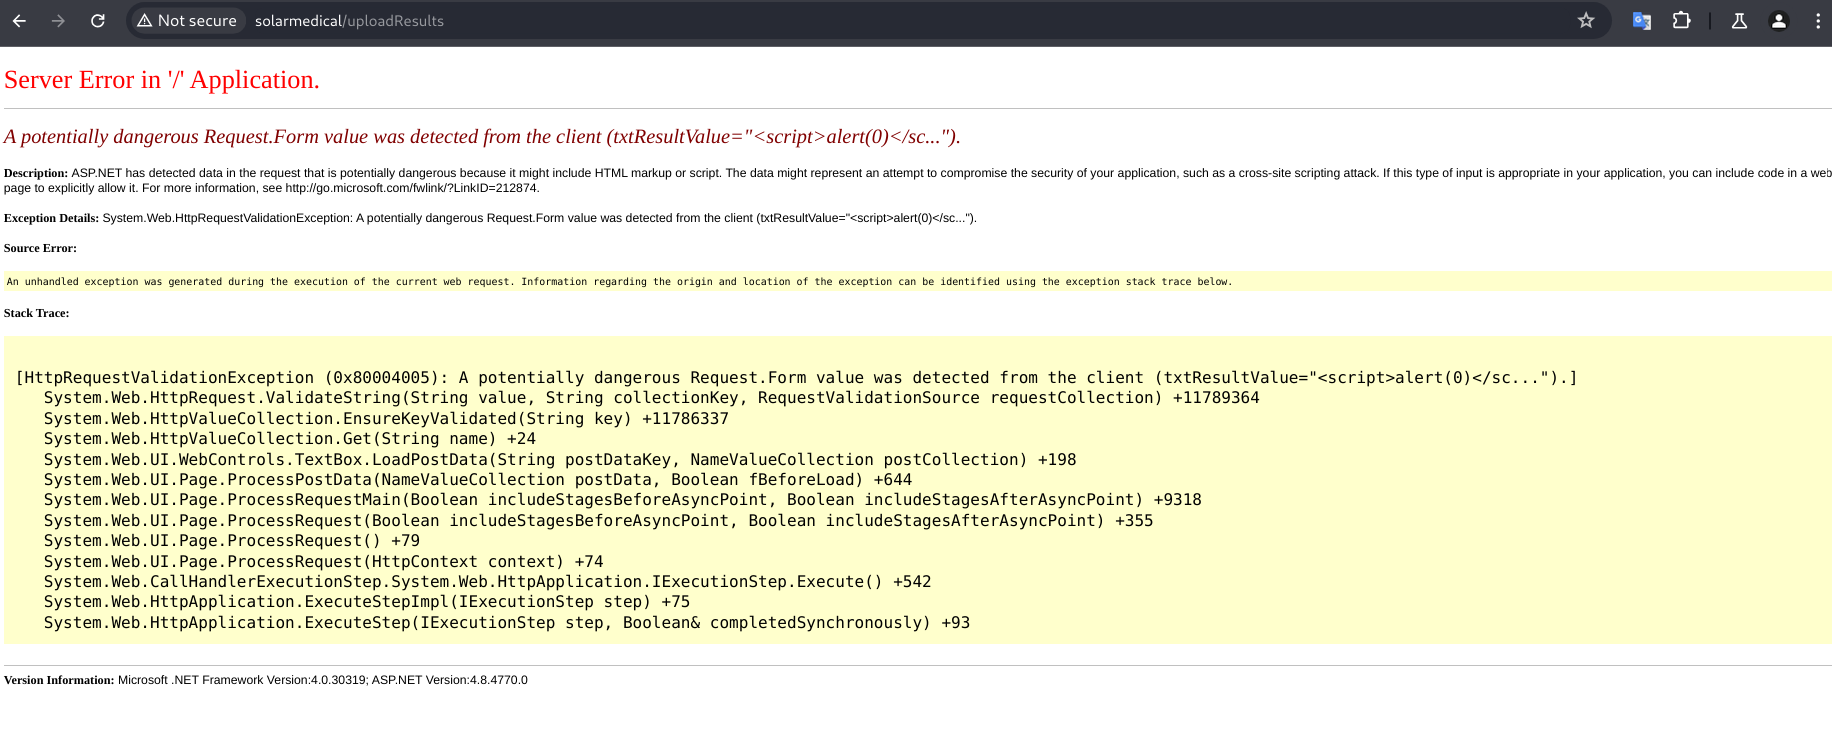 Not secure solarmedical/uploadResults
Server Error in '/' Application.
A potentially dangerous Request.Form value was detected from the client (txtResultValue="<script>alert(0)</sc...").
Description: ASP.NET has detected data in the request that is potentially dangerous because it might include HTML markup or script. The data might represent an attempt to compromise the security of your application, such as a cross-site scripting attack. If this type of input is appropriate in your application, you can include code in a web
page to explicitly allow it. For more information, see http://go.microsoft.com/fwlink/?LinkID=212874.
Exception Details: System.Web.HttpRequestValidationException: A potentially dangerous Request.Form value was detected from the client (txtResultValue="<script>alert(0)</sc...").
Source Error:
An unhandled exception was generated during the execution of the current web request. Information regarding the origin and location of the exception can be identified using the exception stack trace below.
Stack Trace:
[HttpRequestValidationException (0x80004005): A potentially dangerous Request.Form value was detected from the client (txtResultValue="<script>alert(0)</sc...").]
System.Web.HttpRequest.ValidateString(String value, String collectionKey, RequestValidationSource requestCollection) +11789364
System.Web.HttpValueCollection.EnsureKeyValidated(String key) +11786337
System.Web.HttpValueCollection.Get(String name) +24
System.Web.UI.WebControls.TextBox.LoadPostData(String postDataKey, NameValueCollection postCollection) +198
System.Web.UI.Page.ProcessPostData(NameValueCollection postData, Boolean fBeforeLoad) +644
System.Web.UI.Page.ProcessRequestMain(Boolean includeStagesBeforeAsyncPoint, Boolean includeStagesAfterAsyncPoint) +9318
System.Web.UI.Page.ProcessRequest(Boolean includeStagesBeforeAsyncPoint, Boolean includeStagesAfterAsyncPoint) +355
System.Web.UI.Page.ProcessRequest() +79
System.Web.UI.Page.ProcessRequest(HttpContext context) +74
System.Web.CallHandlerExecutionStep.System.Web.HttpApplication.IExecutionStep.Execute() +542
System.Web.HttpApplication.ExecuteStepImpl(IExecutionStep step) +75
System.Web.HttpApplication.ExecuteStep(IExecutionStep step, Boolean& completedSynchronously) +93
Version Information: Microsoft .NET Framework Version:4.0.30319; ASP.NET Version:4.8.4770.0